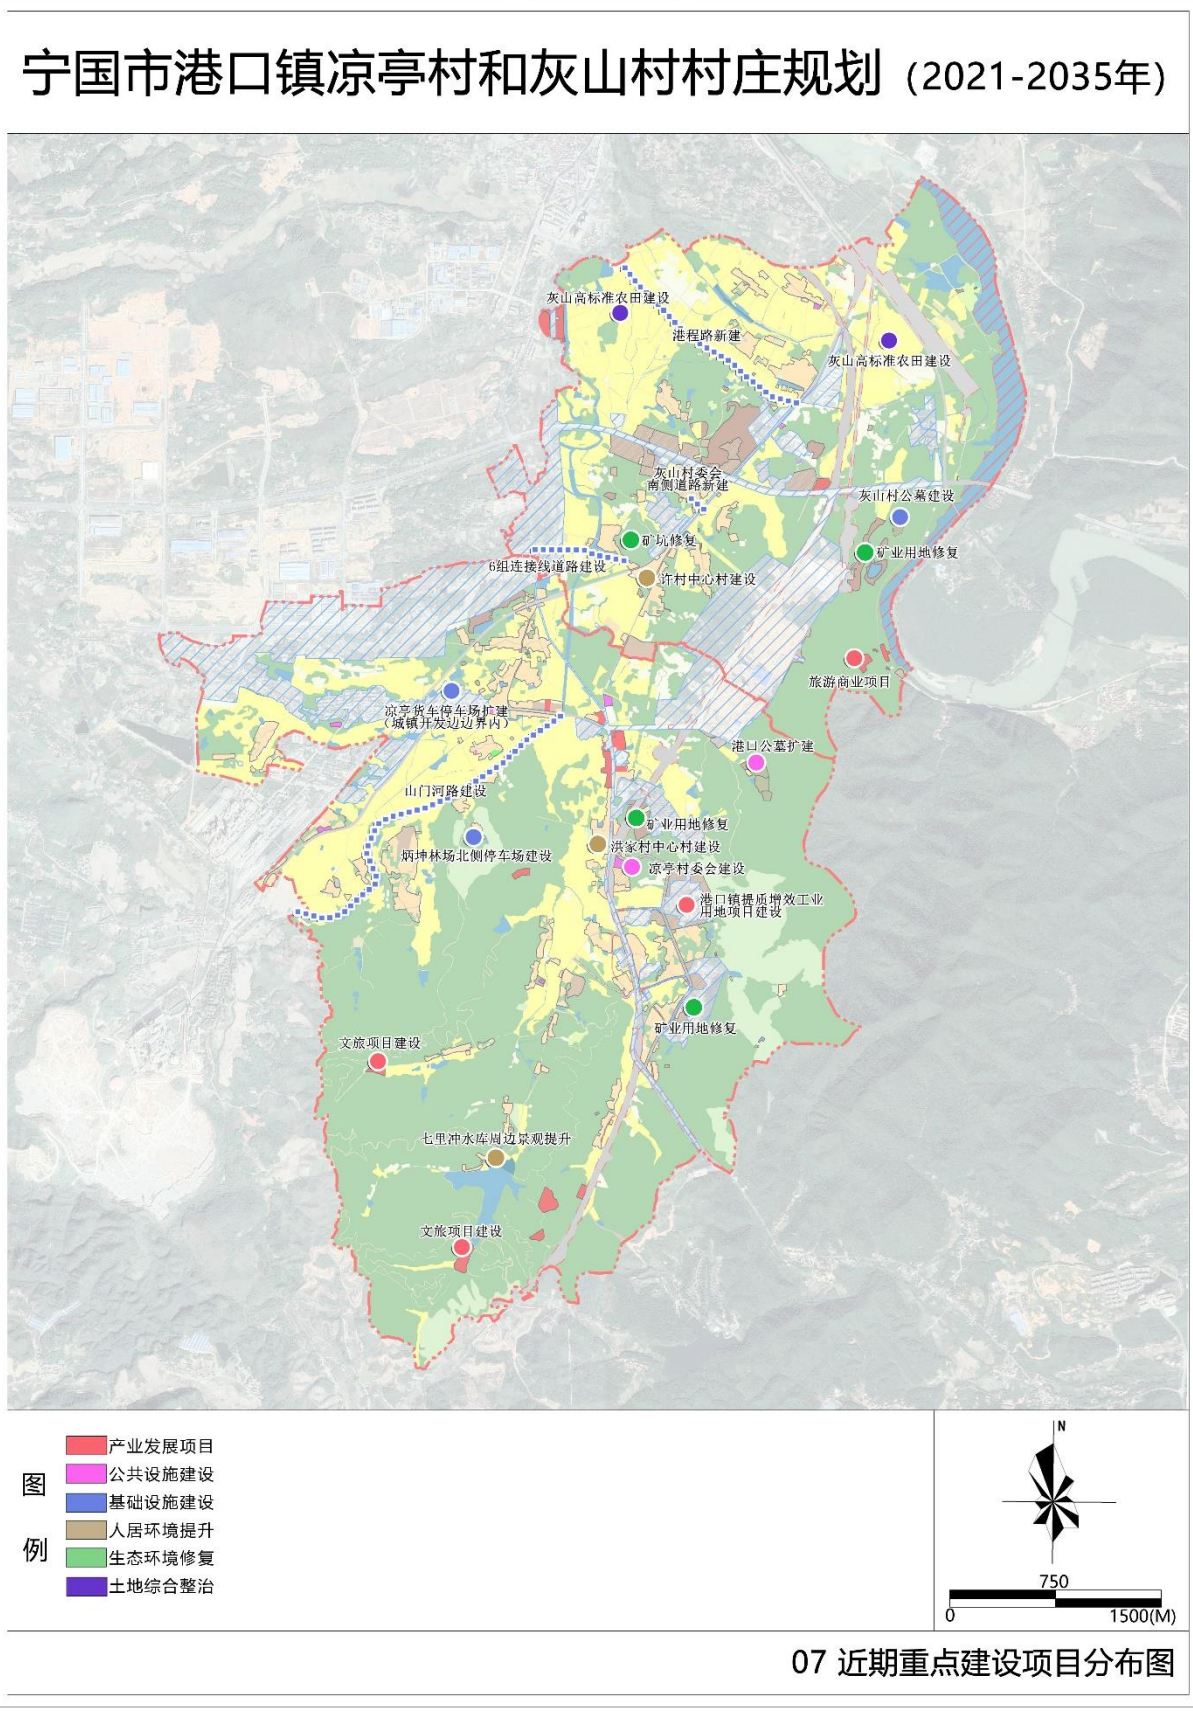 宁国市港口镇凉亭村和灰山村村庄规划（2021-2035年）
灰山高标准农田建设
港程路新建
灰山高标准农田建设
灰山村委会
南侧道路新建
灰山村公墓建设
矿坑修复
矿业用地修复
6组连接线道路建设
许村中心村建设
旅游商业项目
凉亭货车停车场扩建
（城镇开发边边界内）
港口公墓扩建
山门河路建设
矿业用地修复
洪家村中心村建设
炳坤林场北侧停车场建设
凉亭村委会建设
港口镇提质增效工业
用地项目建设
矿业用地修复
文旅项目建设
七里冲水库周边景观提升
文旅项目建设
图
例
产业发展项目
公共设施建设
基础设施建设
人居环境提升
生态环境修复
土地综合整治
N
750
0 1500(M)
07 近期重点建设项目分布图